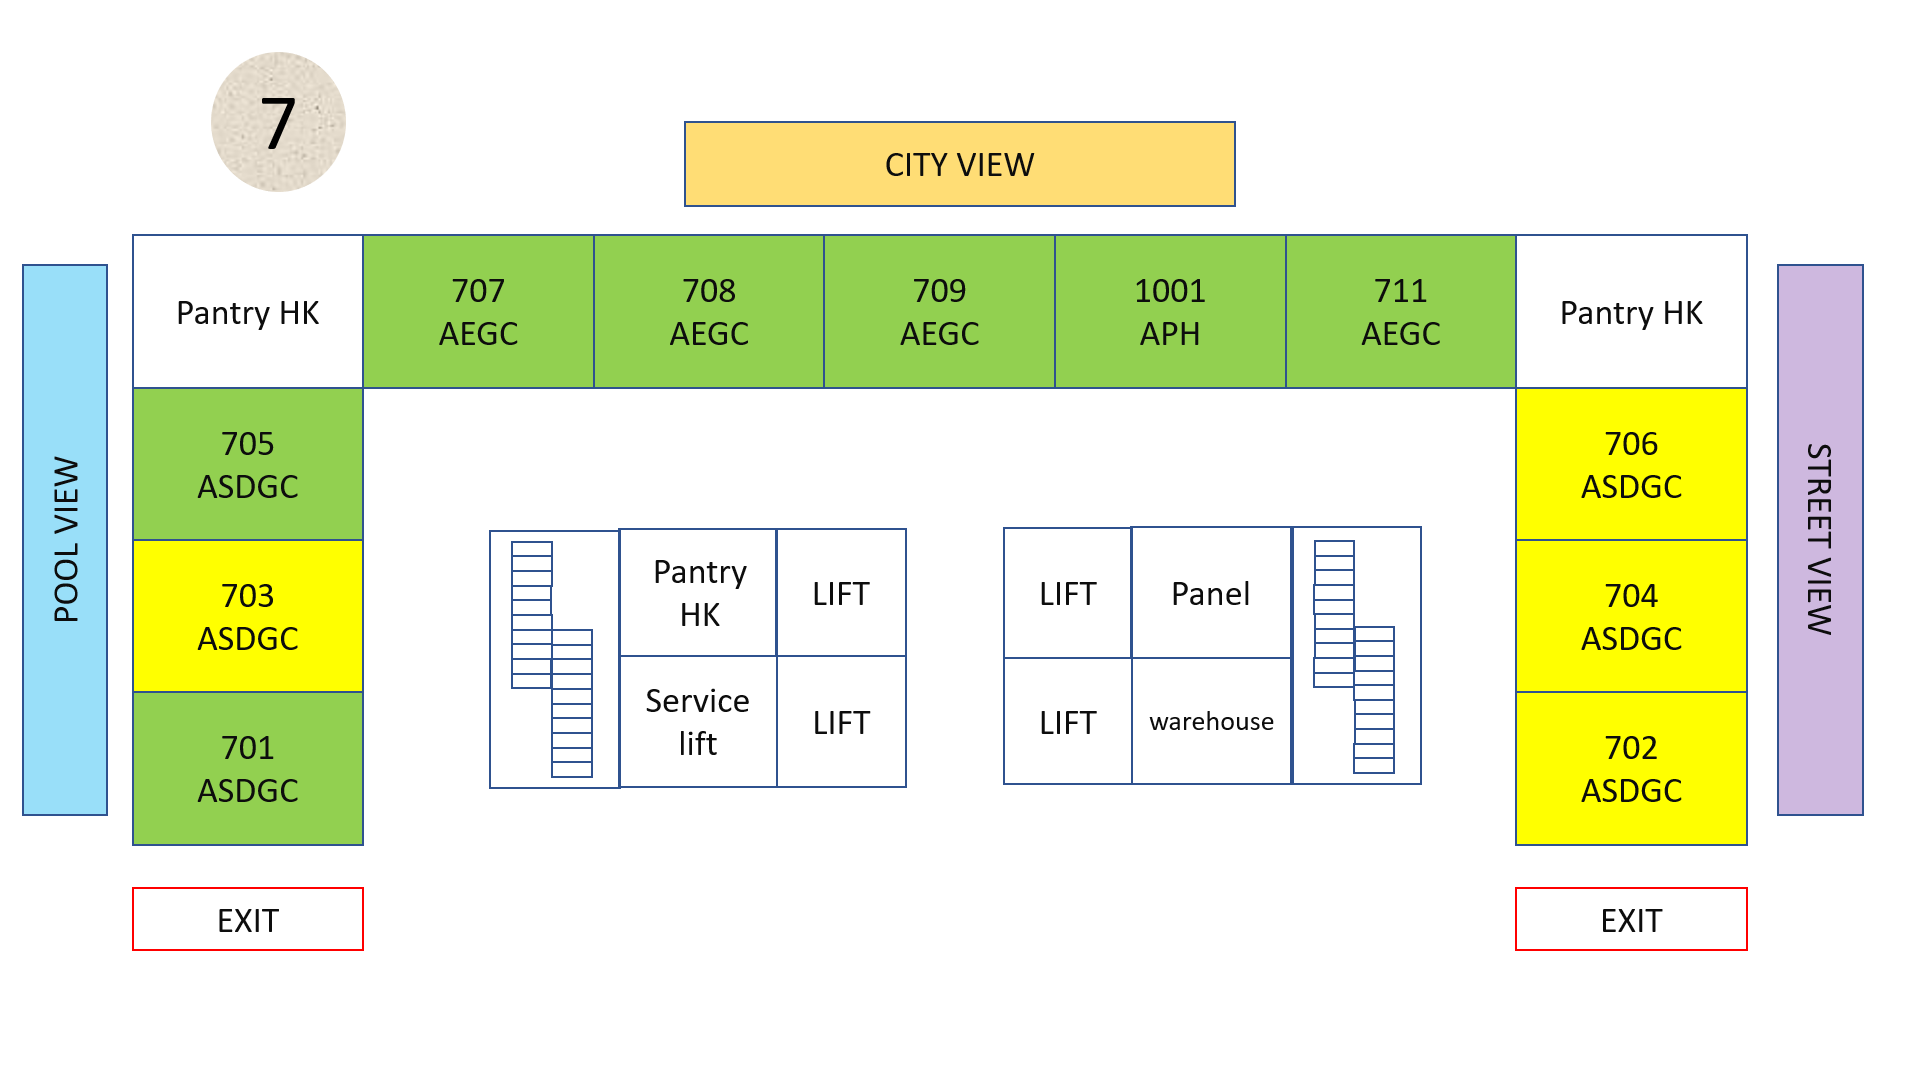 7
CITY VIEW
POOL VIEW
Pantry HK
707
AEGC
708
AEGC
709
AEGC
1001
APH
711
AEGC
Pantry HK
STREET VIEW
705
ASDGC
706
ASDGC
703
ASDGC
704
ASDGC
701
ASDGC
702
ASDGC
Pantry
HK
LIFT
Service
lift
LIFT
LIFT
Panel
LIFT
warehouse
EXIT
EXIT